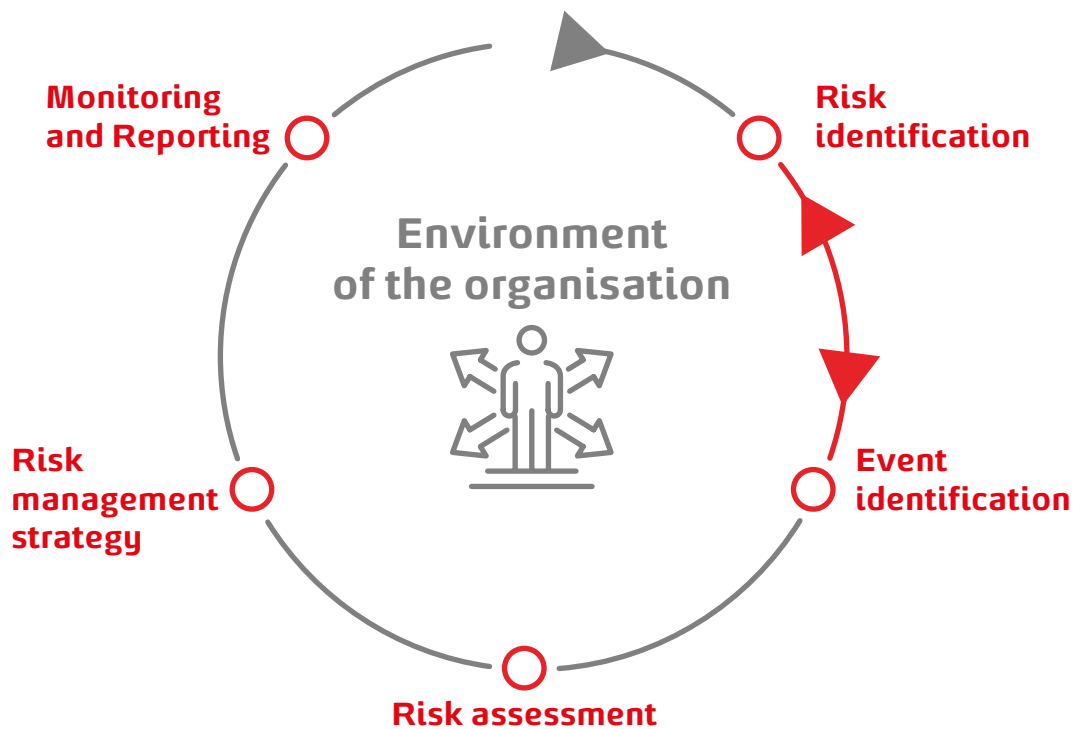 Monitoring
and Reporting
Risk
identification
Environment
of the organisation
Risk
management
strategy
Event
identification
Risk assessment